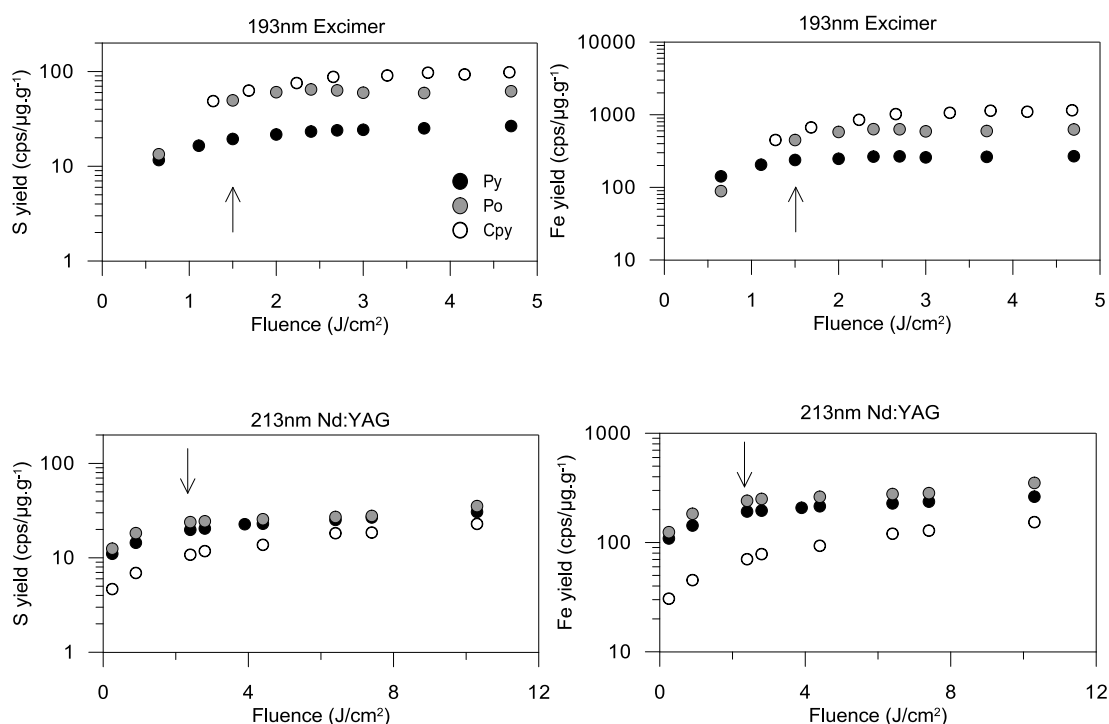 193nm Excimer
S yield (cps/µg.g⁻¹)
100
10
1
0 1 2 3 4 5
Fluence (J/cm²)
Py
Po
Cpy
193nm Excimer
Fe yield (cps/µg.g⁻¹)
10000
1000
100
10
0 1 2 3 4 5
Fluence (J/cm²)
213nm Nd:YAG
S yield (cps/µg.g⁻¹)
100
10
1
0 4 8 12
Fluence (J/cm²)
213nm Nd:YAG
Fe yield (cps/µg.g⁻¹)
1000
100
10
0 4 8 12
Fluence (J/cm²)